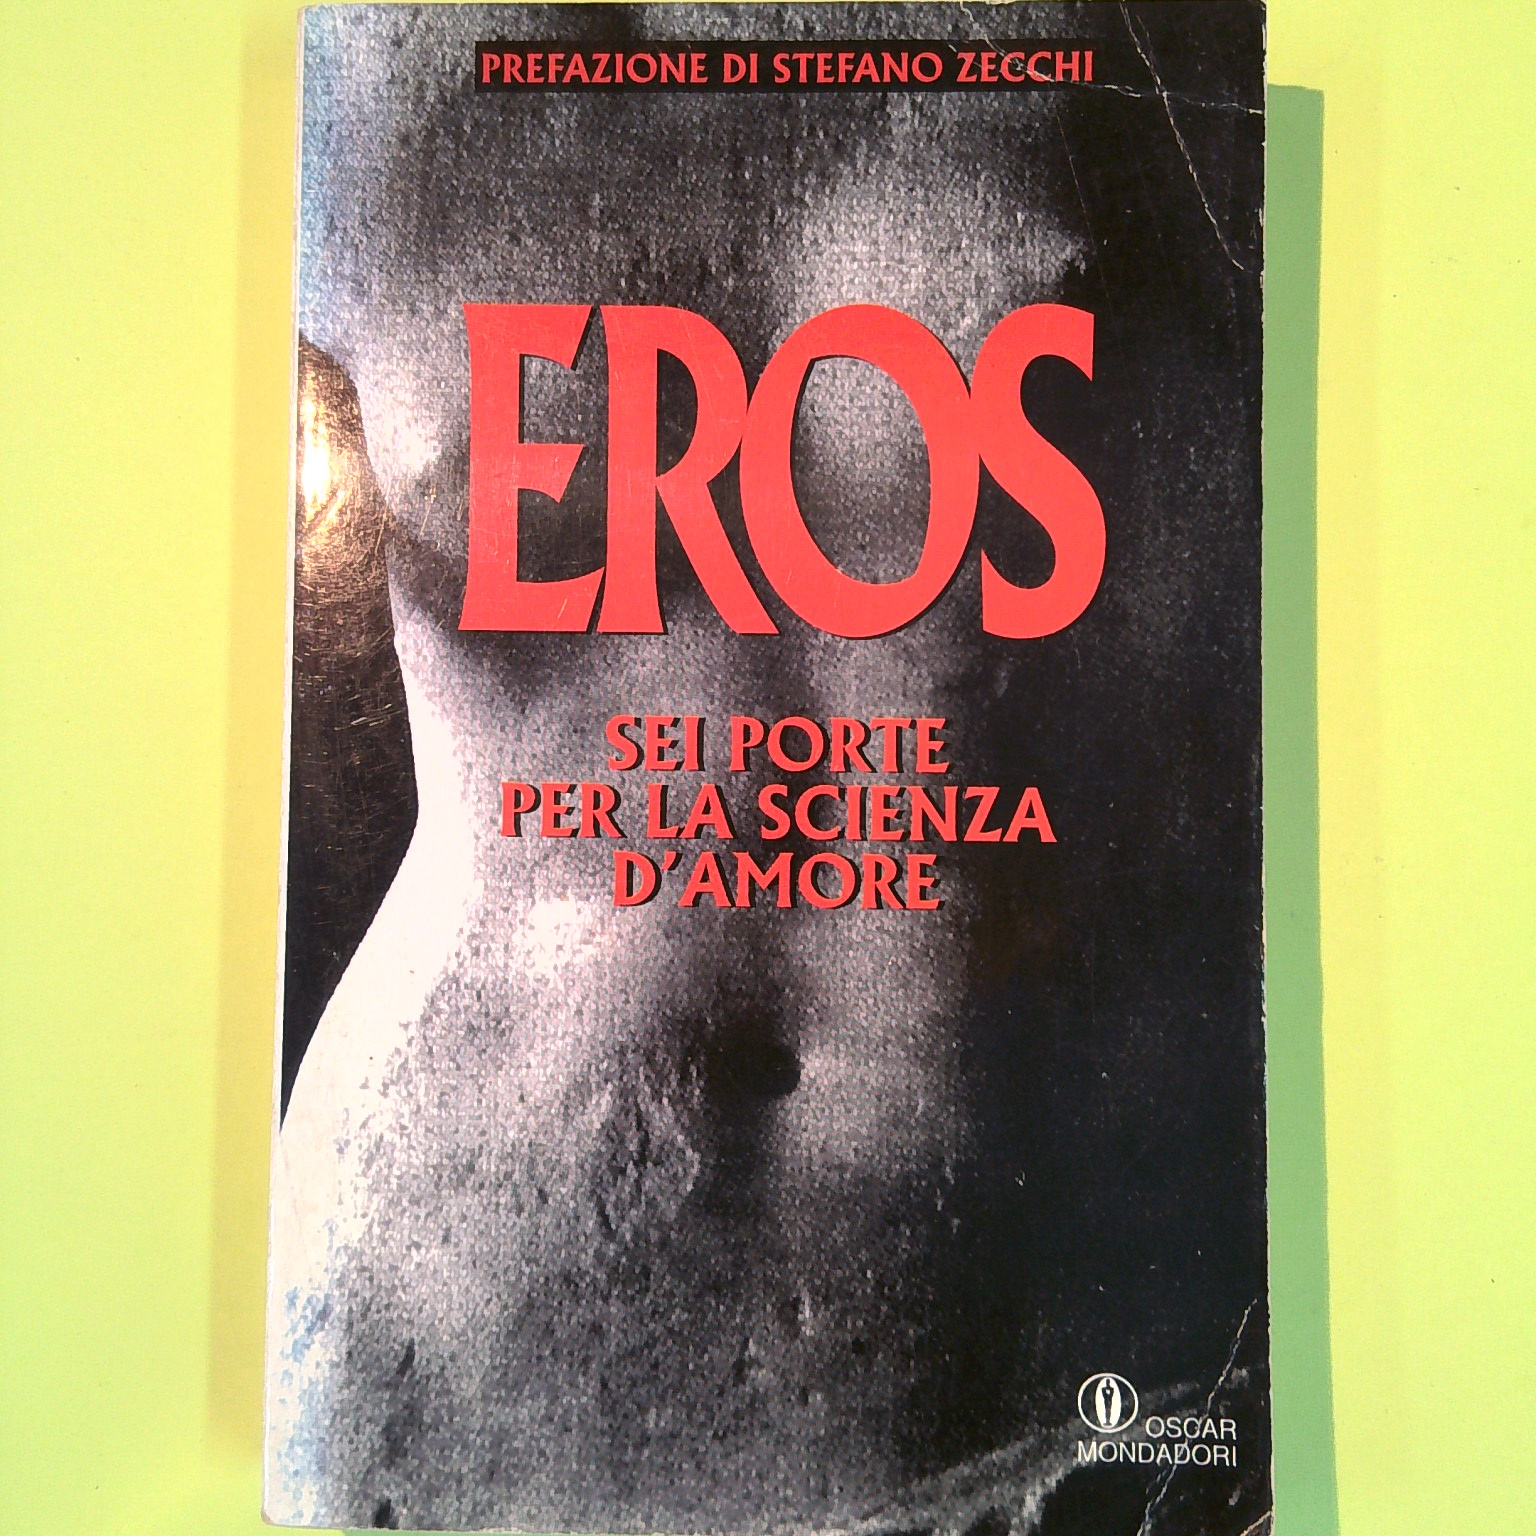 PREFAZIONE DI STEFANO ZECCHI
EROS
SEI PORTE
PER LA SCIENZA
D'AMORE
OSCAR
MONDADORI